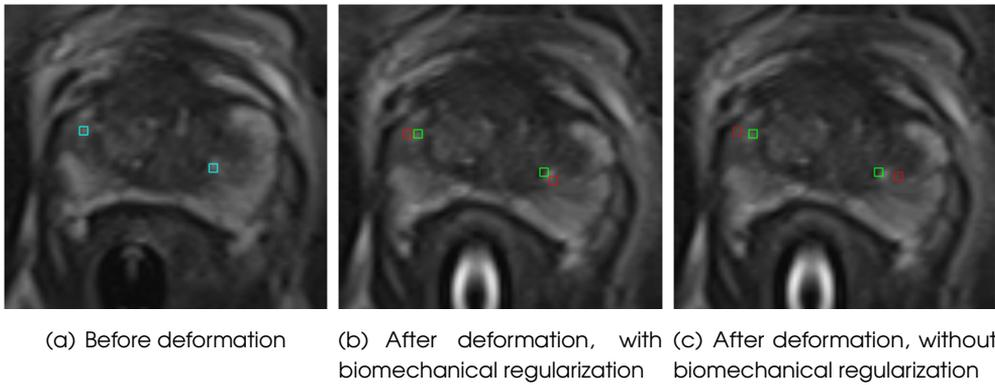 (a) Before deformation
(b) After deformation, with
biomechanical regularization
(c) After deformation, without
biomechanical regularization